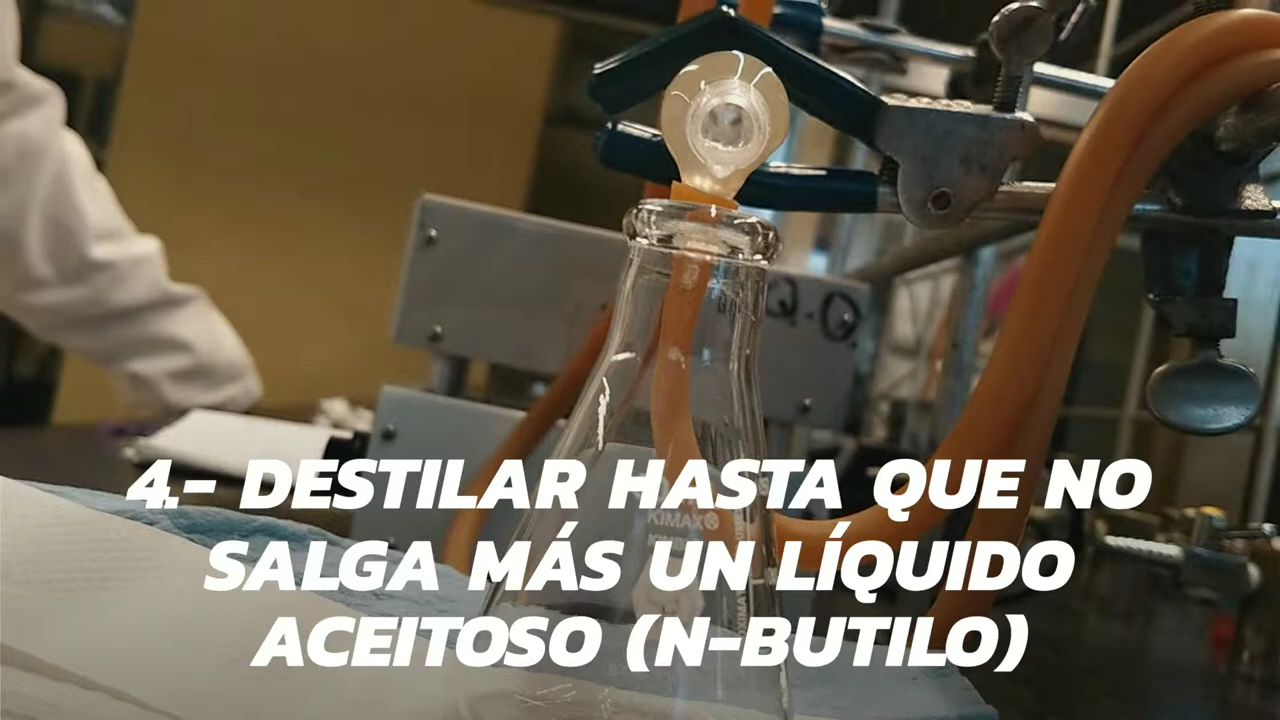 Q.O
4.- DESTILAR HASTA QUE NO
KIMAX®
SALGA MÁS UN LÍQUIDO
ACEITOSO (N-BUTILO)